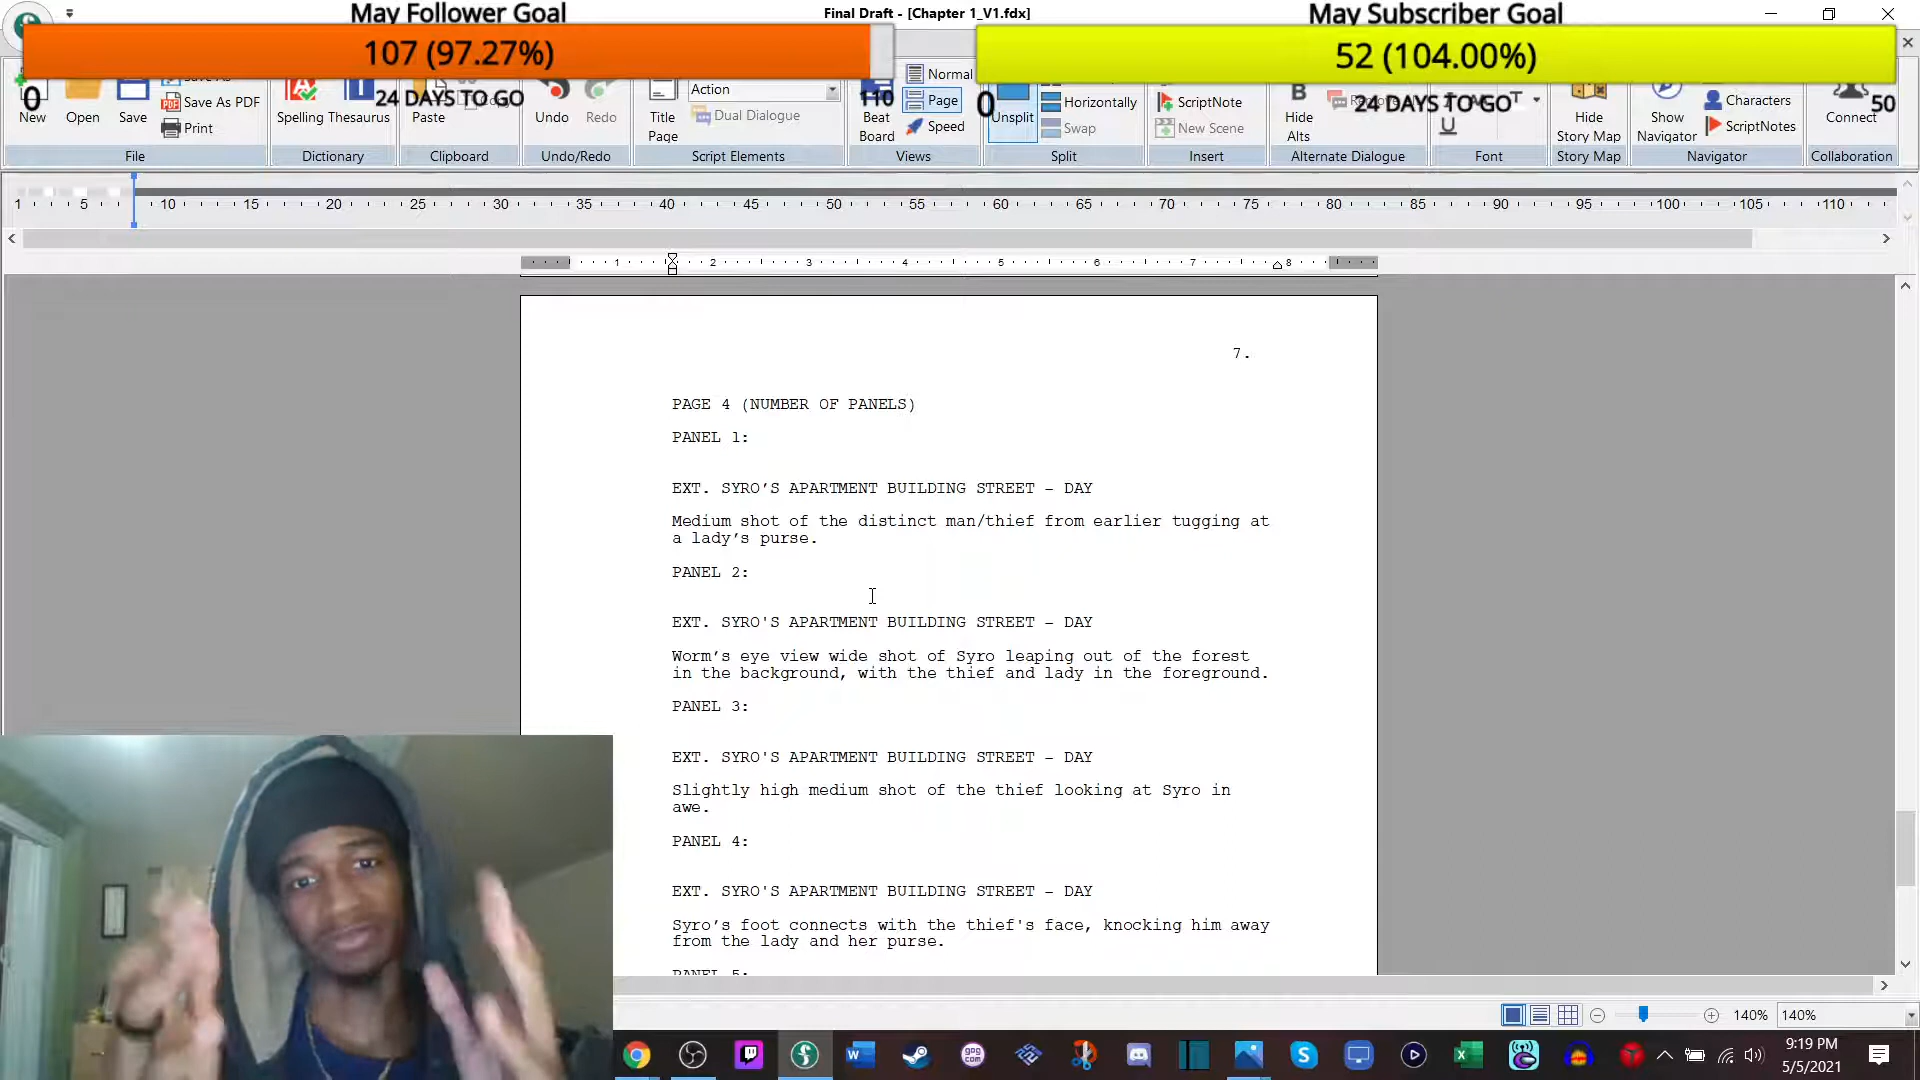 May Follower Goal
Final Draft - [Chapter 1_V1.fdx]
May Subscriber Goal
107 (97.27%)
52 (104.00%)
0
24 DAYS TO GO
110
0
24 DAYS TO GO
50
New
Open
Save
Save As PDF
Print
Spelling
Thesaurus
Paste
Undo
Redo
Title
Page
Action
Dual Dialogue
Beat
Board
Normal
Page
Speed
Unsplit
Horizontally
Swap
ScriptNote
New Scene
Hide
Alts
Hide
Story Map
Show
Navigator
Characters
ScriptNotes
Connect
File
Dictionary
Clipboard
Undo/Redo
Script Elements
Views
Split
Insert
Alternate Dialogue
Font
Story Map
Navigator
Collaboration
1 5 10 15 20 25 30 35 40 45 50 55 60 65 70 75 80 85 90 95 100 105 110
1 2 3 4 5 6 7 8
7.
PAGE 4 (NUMBER OF PANELS)
PANEL 1:
EXT. SYRO’S APARTMENT BUILDING STREET – DAY
Medium shot of the distinct man/thief from earlier tugging at
a lady’s purse.
PANEL 2:
EXT. SYRO'S APARTMENT BUILDING STREET – DAY
Worm’s eye view wide shot of Syro leaping out of the forest
in the background, with the thief and lady in the foreground.
PANEL 3:
EXT. SYRO'S APARTMENT BUILDING STREET – DAY
Slightly high medium shot of the thief looking at Syro in
awe.
PANEL 4:
EXT. SYRO'S APARTMENT BUILDING STREET – DAY
Syro’s foot connects with the thief's face, knocking him away
from the lady and her purse.
PANEL 5:
140%
140%
9:19 PM
5/5/2021